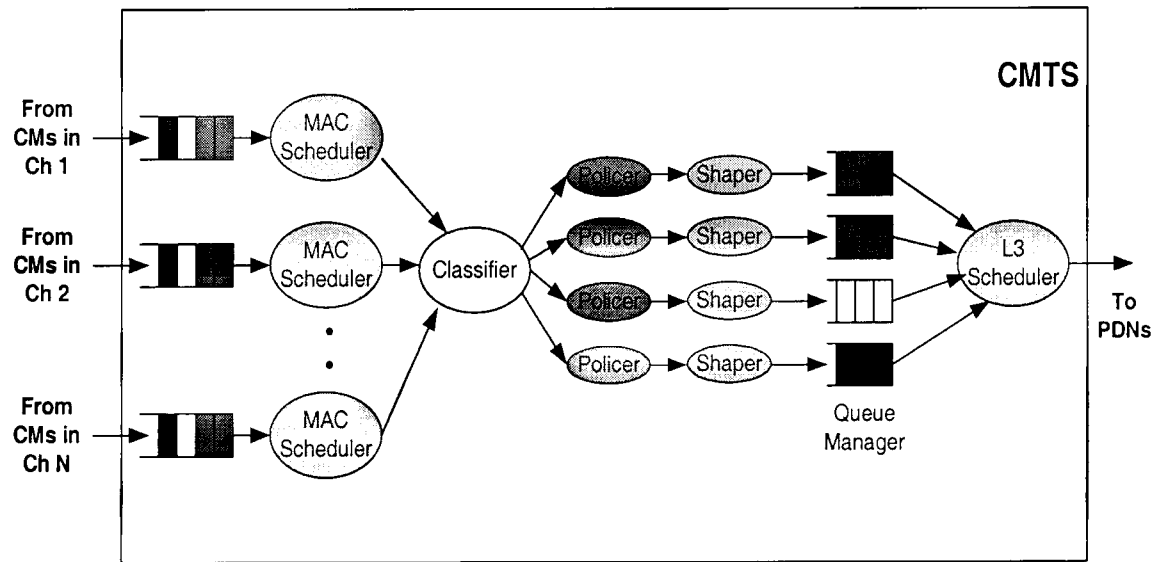 CMTS
From
CMs in
Ch 1
MAC
Scheduler
From
CMs in
Ch 2
MAC
Scheduler
From
CMs in
Ch N
MAC
Scheduler
Classifier
Policer
Shaper
Policer
Shaper
Policer
Shaper
Policer
Shaper
Queue
Manager
L3
Scheduler
To
PDNs